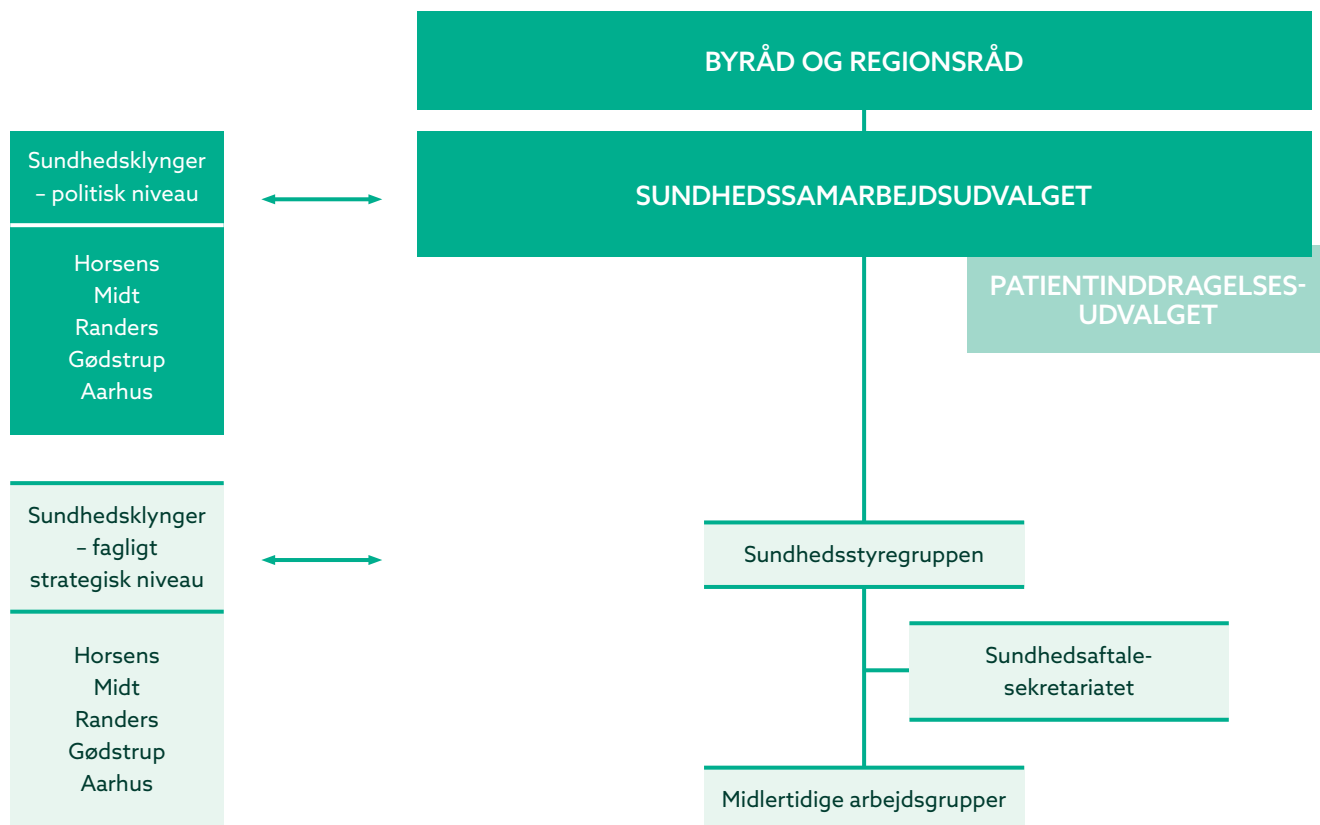 BYRÅD OG REGIONSRÅD
Sundhedsklynger
– politisk niveau
SUNDHEDSSAMARBEJDSUDVALGET
Horsens
Midt
Randers
Gødstrup
Aarhus
PATIENTINDDRAGELSES-
UDVALGET
Sundhedsklynger
– fagligt
strategisk niveau
Sundhedsstyregruppen
Horsens
Midt
Randers
Gødstrup
Aarhus
Sundhedsaftale-
sekretariatet
Midlertidige arbejdsgrupper